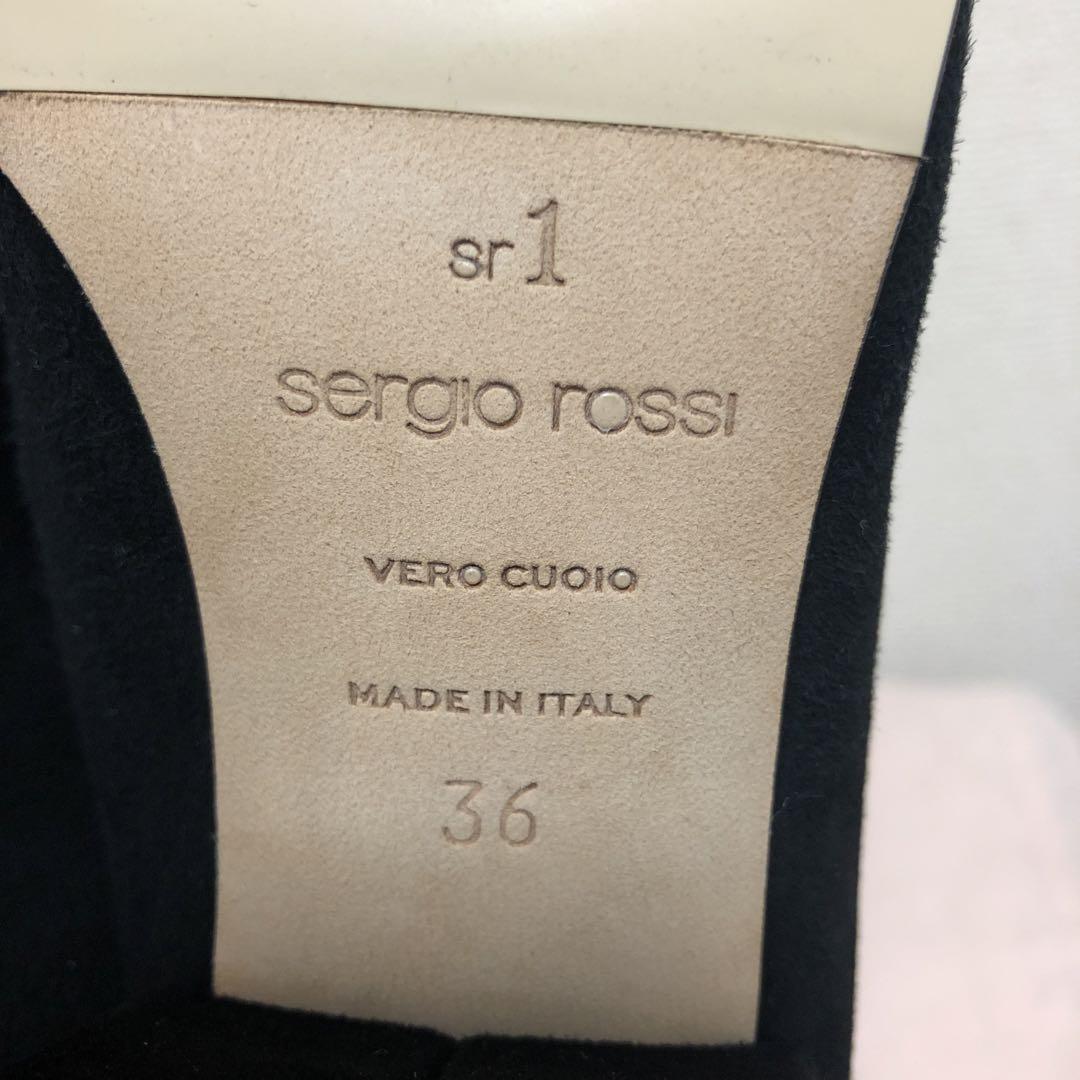 sr1
sergio rossi
VERO CUOIO
MADE IN ITALY
36